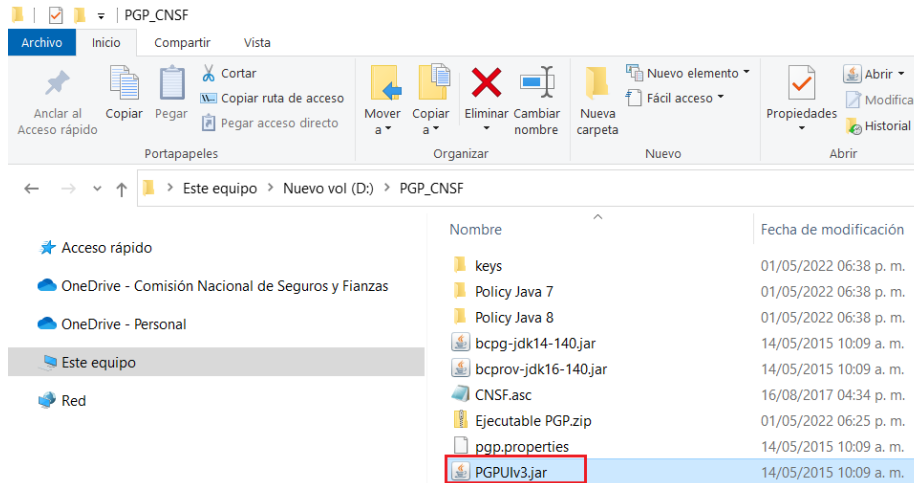 PGP_CNSF
Archivo Inicio Compartir Vista
Anclar al Acceso rápido
Copiar
Pegar
Cortar
Copiar ruta de acceso
Pegar acceso directo
Portapapeles
Mover a
Copiar a
Eliminar
Cambiar nombre
Organizar
Nueva carpeta
Nuevo elemento
Fácil acceso
Nuevo
Propiedades
Abrir
Modifica
Historial
Abrir
Este equipo > Nuevo vol (D:) > PGP_CNSF
Acceso rápido
OneDrive - Comisión Nacional de Seguros y Fianzas
OneDrive - Personal
Este equipo
Red
Nombre Fecha de modificación
keys 01/05/2022 06:38 p. m.
Policy Java 7 01/05/2022 06:38 p. m.
Policy Java 8 01/05/2022 06:38 p. m.
bcpg-jdk14-140.jar 14/05/2015 10:09 a. m.
bcprov-jdk16-140.jar 14/05/2015 10:09 a. m.
CNSF.asc 16/08/2017 04:34 p. m.
Ejecutable PGP.zip 01/05/2022 06:25 p. m.
pgp.properties 14/05/2015 10:09 a. m.
PGPUIv3.jar 14/05/2015 10:09 a. m.